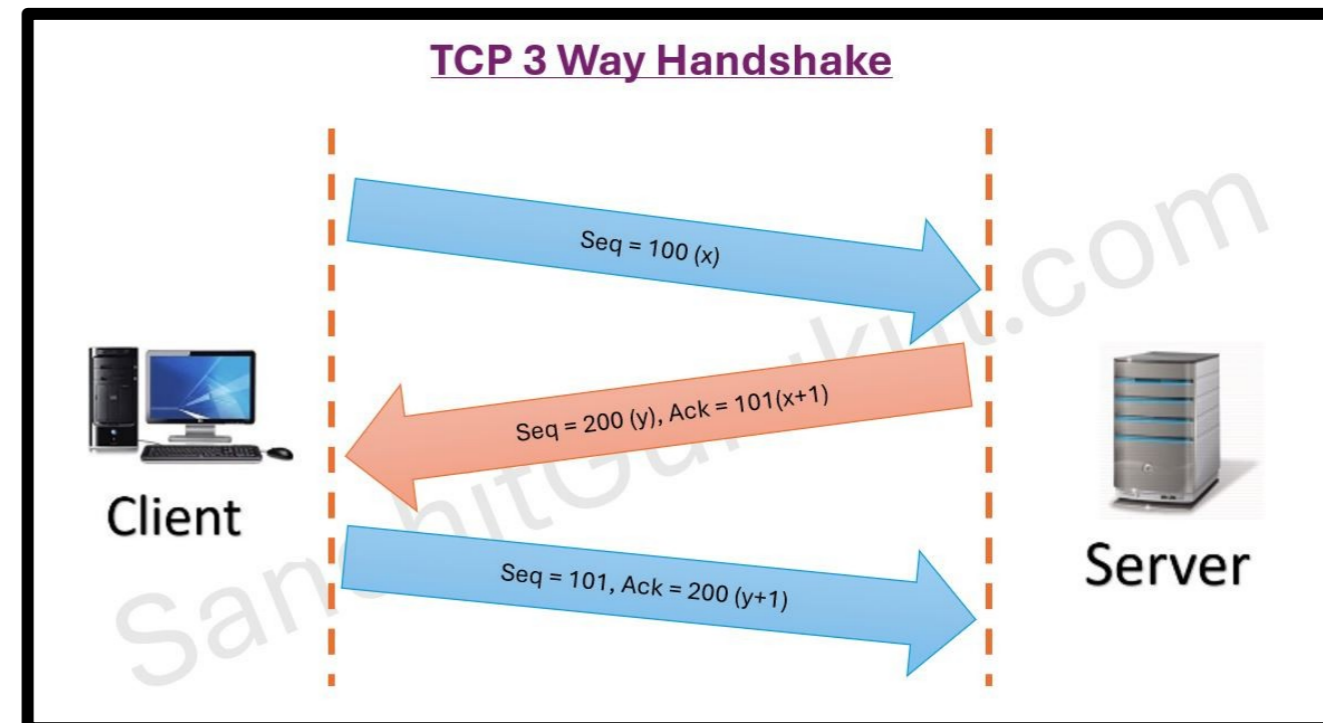 TCP 3 Way Handshake
Seq = 100 (x)
Seq = 200 (y), Ack = 101(x+1)
Client
Seq = 101, Ack = 200 (y+1)
Server